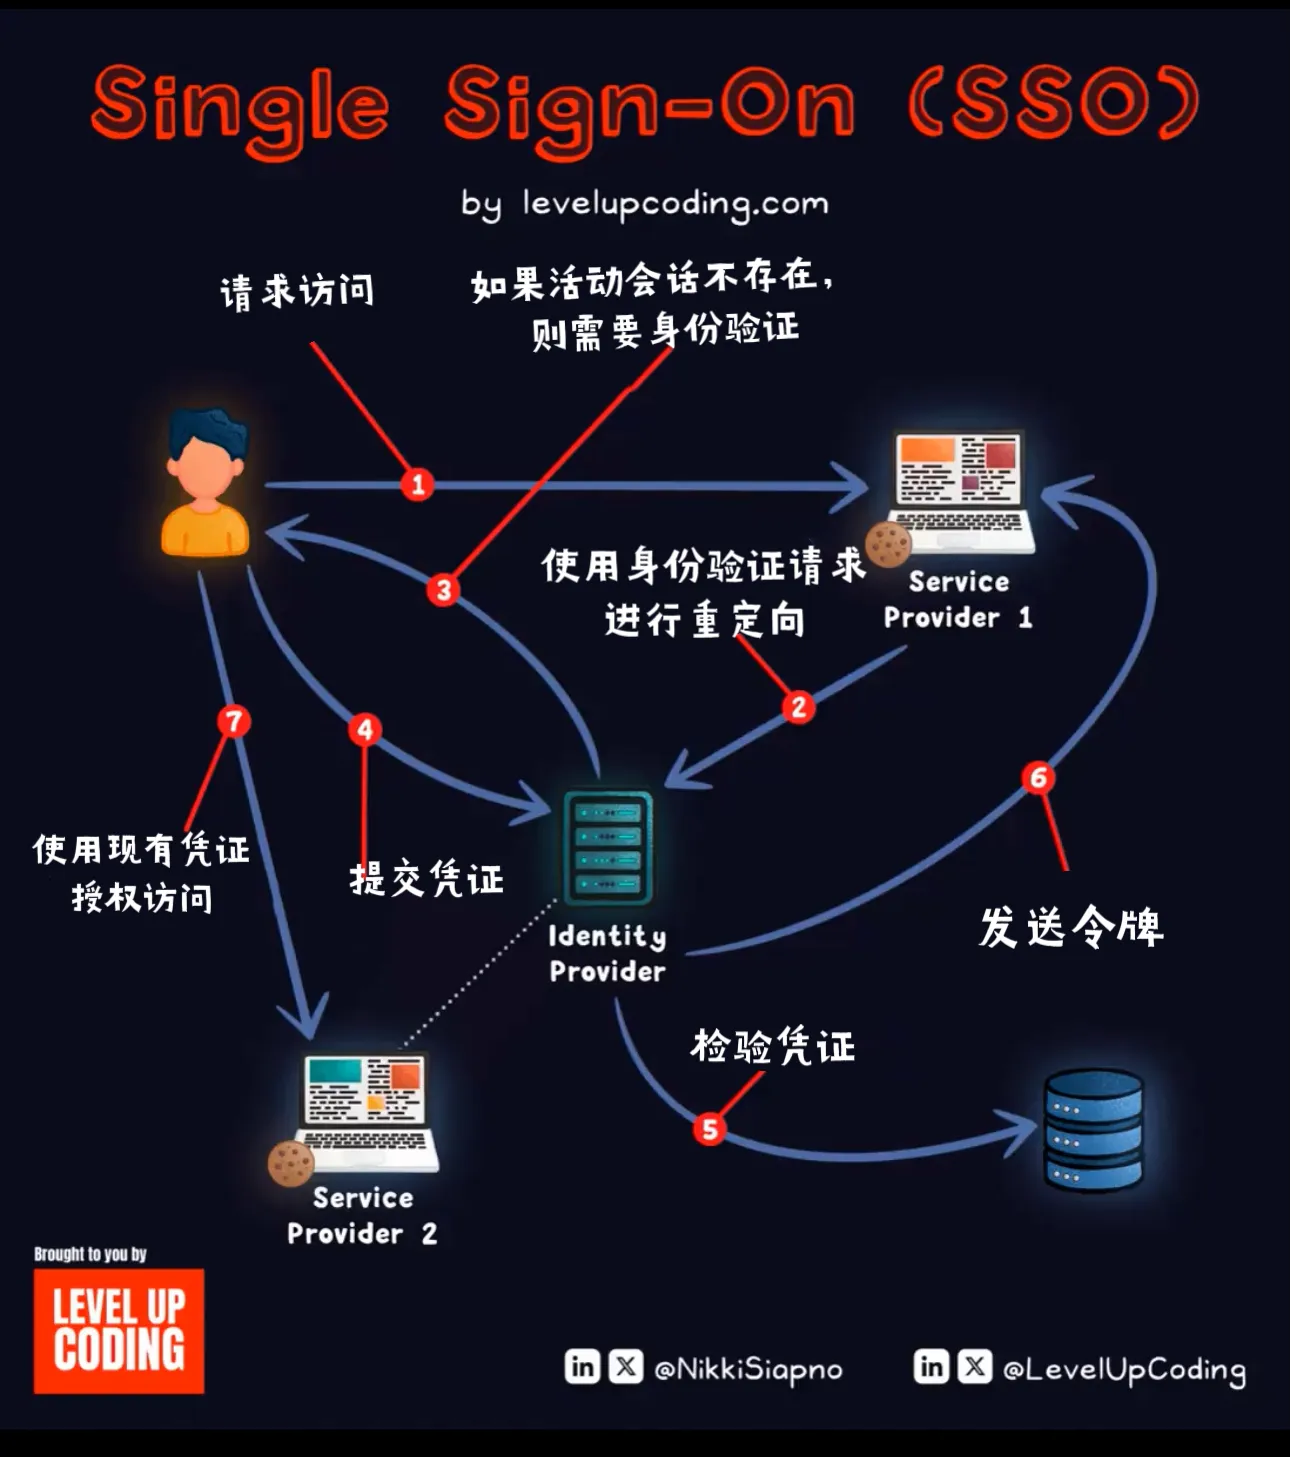 Single Sign-On (SSO)
by levelupcoding.com
请求访问
如果活动会话不存在，
则需要身份验证
1
3
使用身份验证请求
进行重定向
Service
Provider 1
2
7
4
6
使用现有凭证
授权访问
提交凭证
Identity
Provider
发送令牌
检验凭证
5
Service
Provider 2
Brought to you by
LEVEL UP
CODING
in X @NikkiSiapno
in X @LevelUpCoding